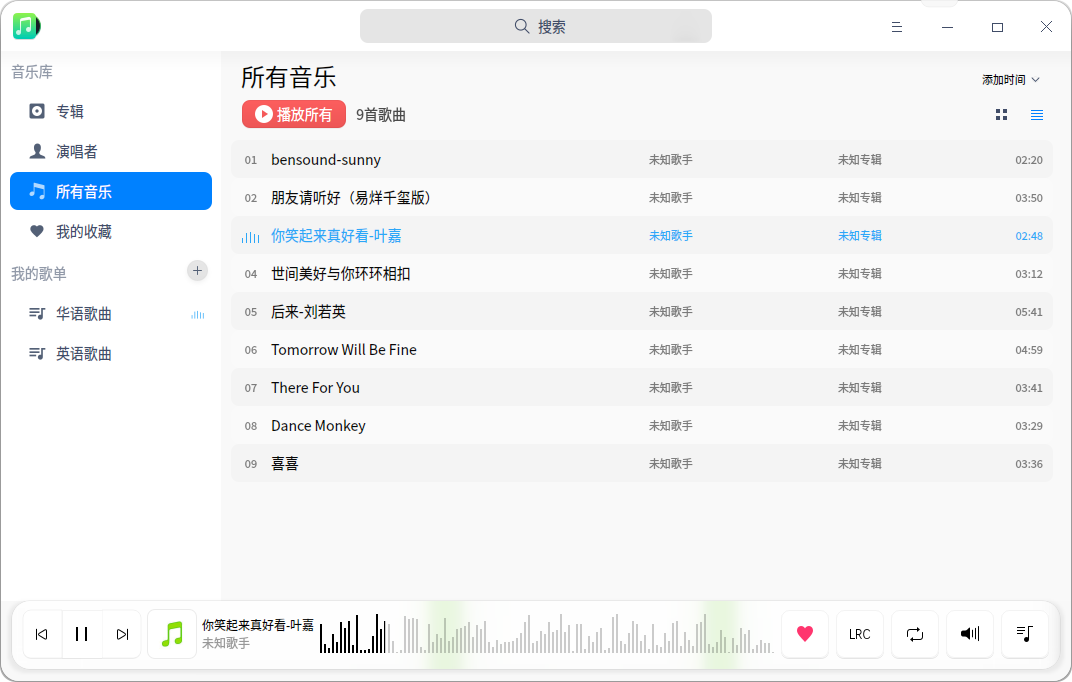 搜索
音乐库
专辑
演唱者
所有音乐
我的收藏
我的歌单
华语歌曲
英语歌曲
所有音乐
添加时间
播放所有 9首歌曲
01 bensound-sunny 未知歌手 未知专辑 02:20
02 朋友请听好（易烊千玺版） 未知歌手 未知专辑 03:50
你笑起来真好看-叶嘉 未知歌手 未知专辑 02:48
04 世间美好与你环环相扣 未知歌手 未知专辑 03:12
05 后来-刘若英 未知歌手 未知专辑 05:41
06 Tomorrow Will Be Fine 未知歌手 未知专辑 04:59
07 There For You 未知歌手 未知专辑 03:41
08 Dance Monkey 未知歌手 未知专辑 03:29
09 喜喜 未知歌手 未知专辑 03:36
你笑起来真好看-叶嘉
未知歌手
LRC